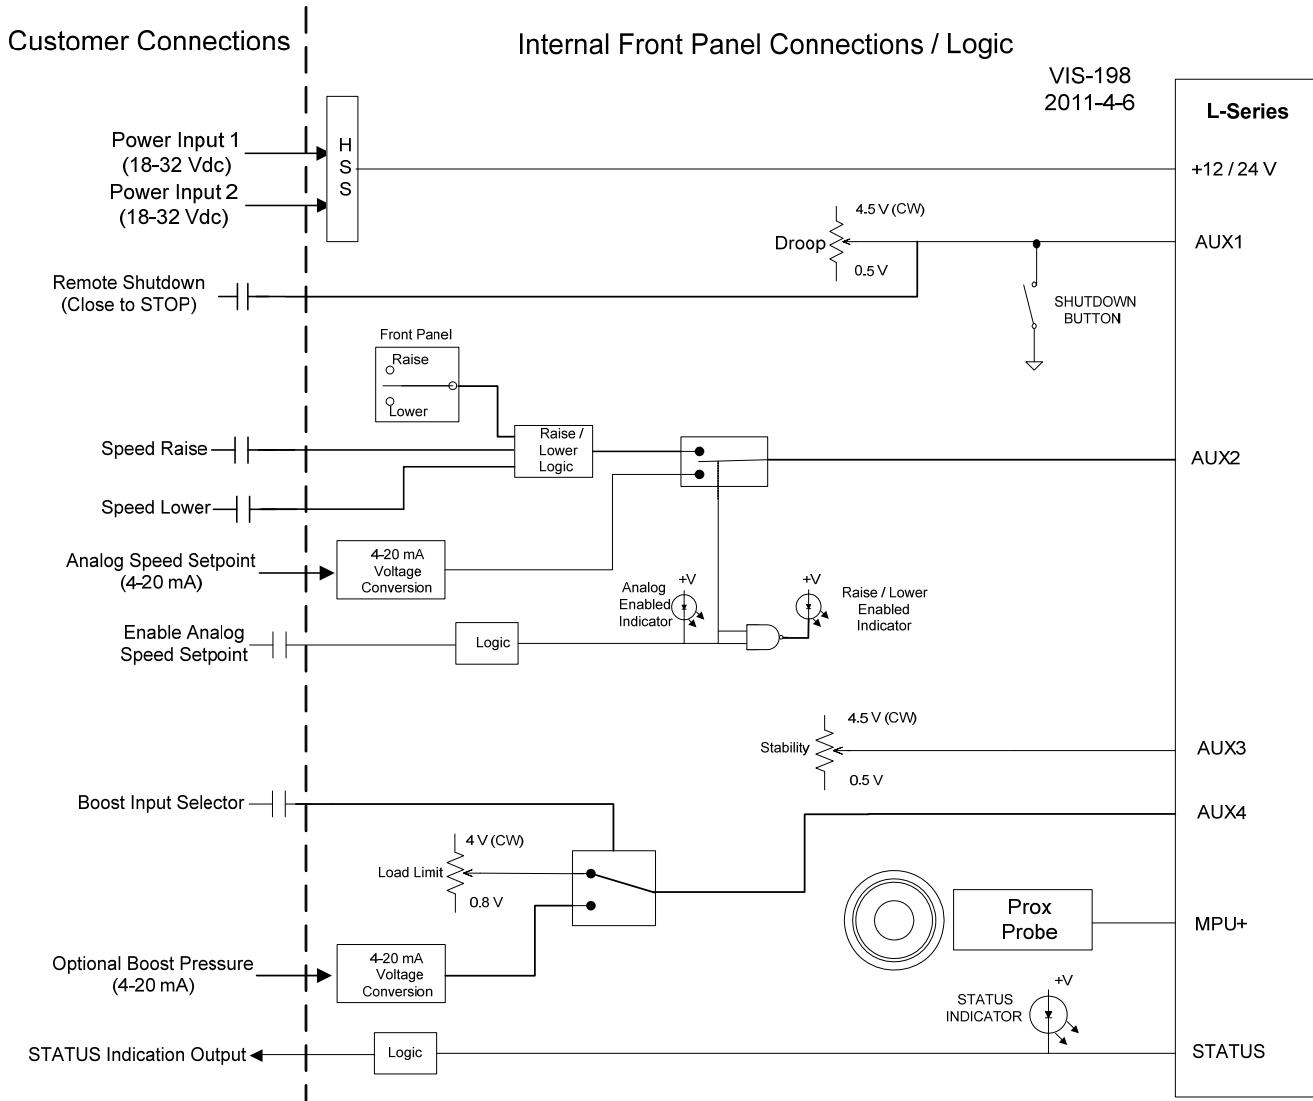 Customer Connections
Internal Front Panel Connections / Logic
VIS-198
2011-4-6
L-Series
Power Input 1
(18-32 Vdc)
Power Input 2
(18-32 Vdc)
H
S
S
+12 / 24 V
4.5 V (CW)
Droop
0.5 V
AUX1
Remote Shutdown
(Close to STOP)
SHUTDOWN
BUTTON
Front Panel
Raise
Lower
Speed Raise
Raise /
Lower
Logic
AUX2
Speed Lower
Analog Speed Setpoint
(4-20 mA)
4-20 mA
Voltage
Conversion
Analog
Enabled
Indicator
+V
+V
Raise / Lower
Enabled
Indicator
Enable Analog
Speed Setpoint
Logic
4.5 V (CW)
Stability
0.5 V
AUX3
Boost Input Selector
AUX4
4 V (CW)
Load Limit
0.8 V
Prox
Probe
MPU+
Optional Boost Pressure
(4-20 mA)
4-20 mA
Voltage
Conversion
+V
STATUS
INDICATOR
STATUS Indication Output
Logic
STATUS